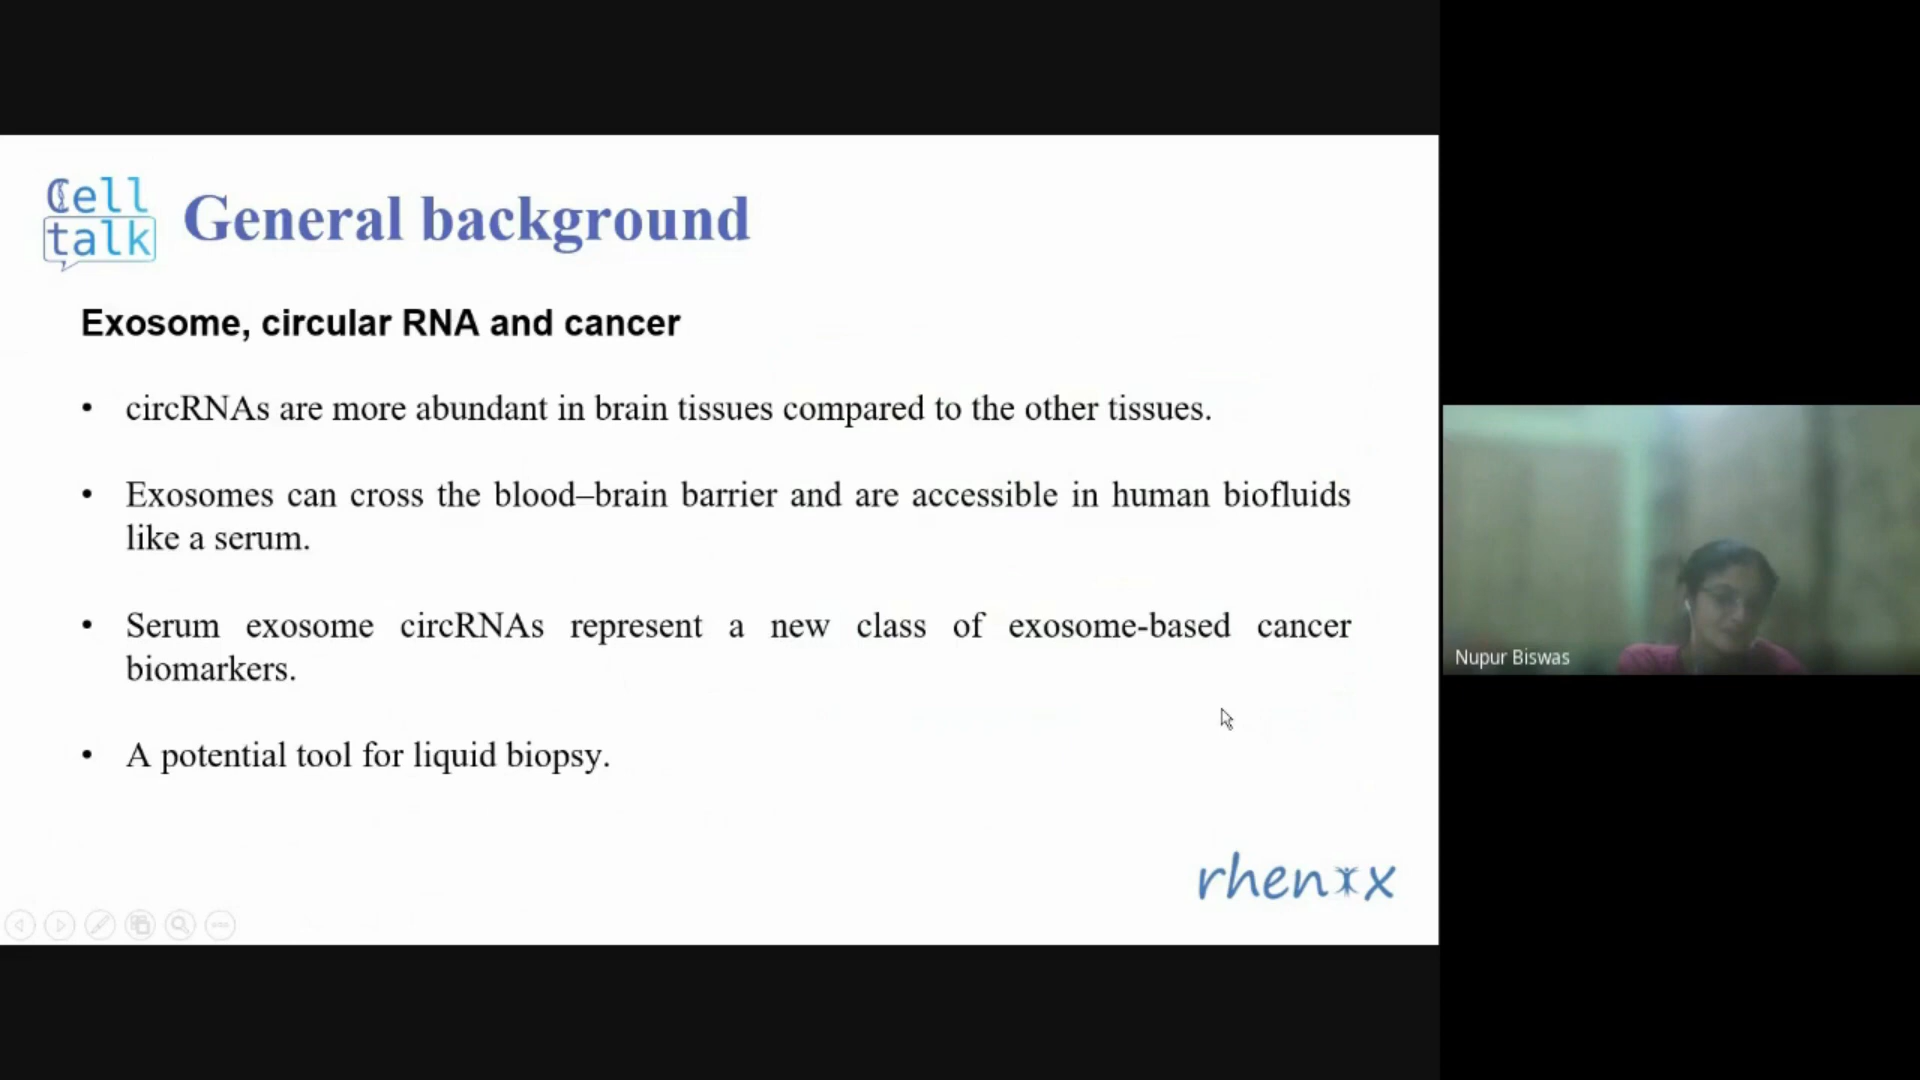 Cell
talk
General background
Exosome, circular RNA and cancer
• circRNAs are more abundant in brain tissues compared to the other tissues.
• Exosomes can cross the blood–brain barrier and are accessible in human biofluids
like a serum.
• Serum exosome circRNAs represent a new class of exosome-based cancer
biomarkers.
• A potential tool for liquid biopsy.
rhenix
Nupur Biswas